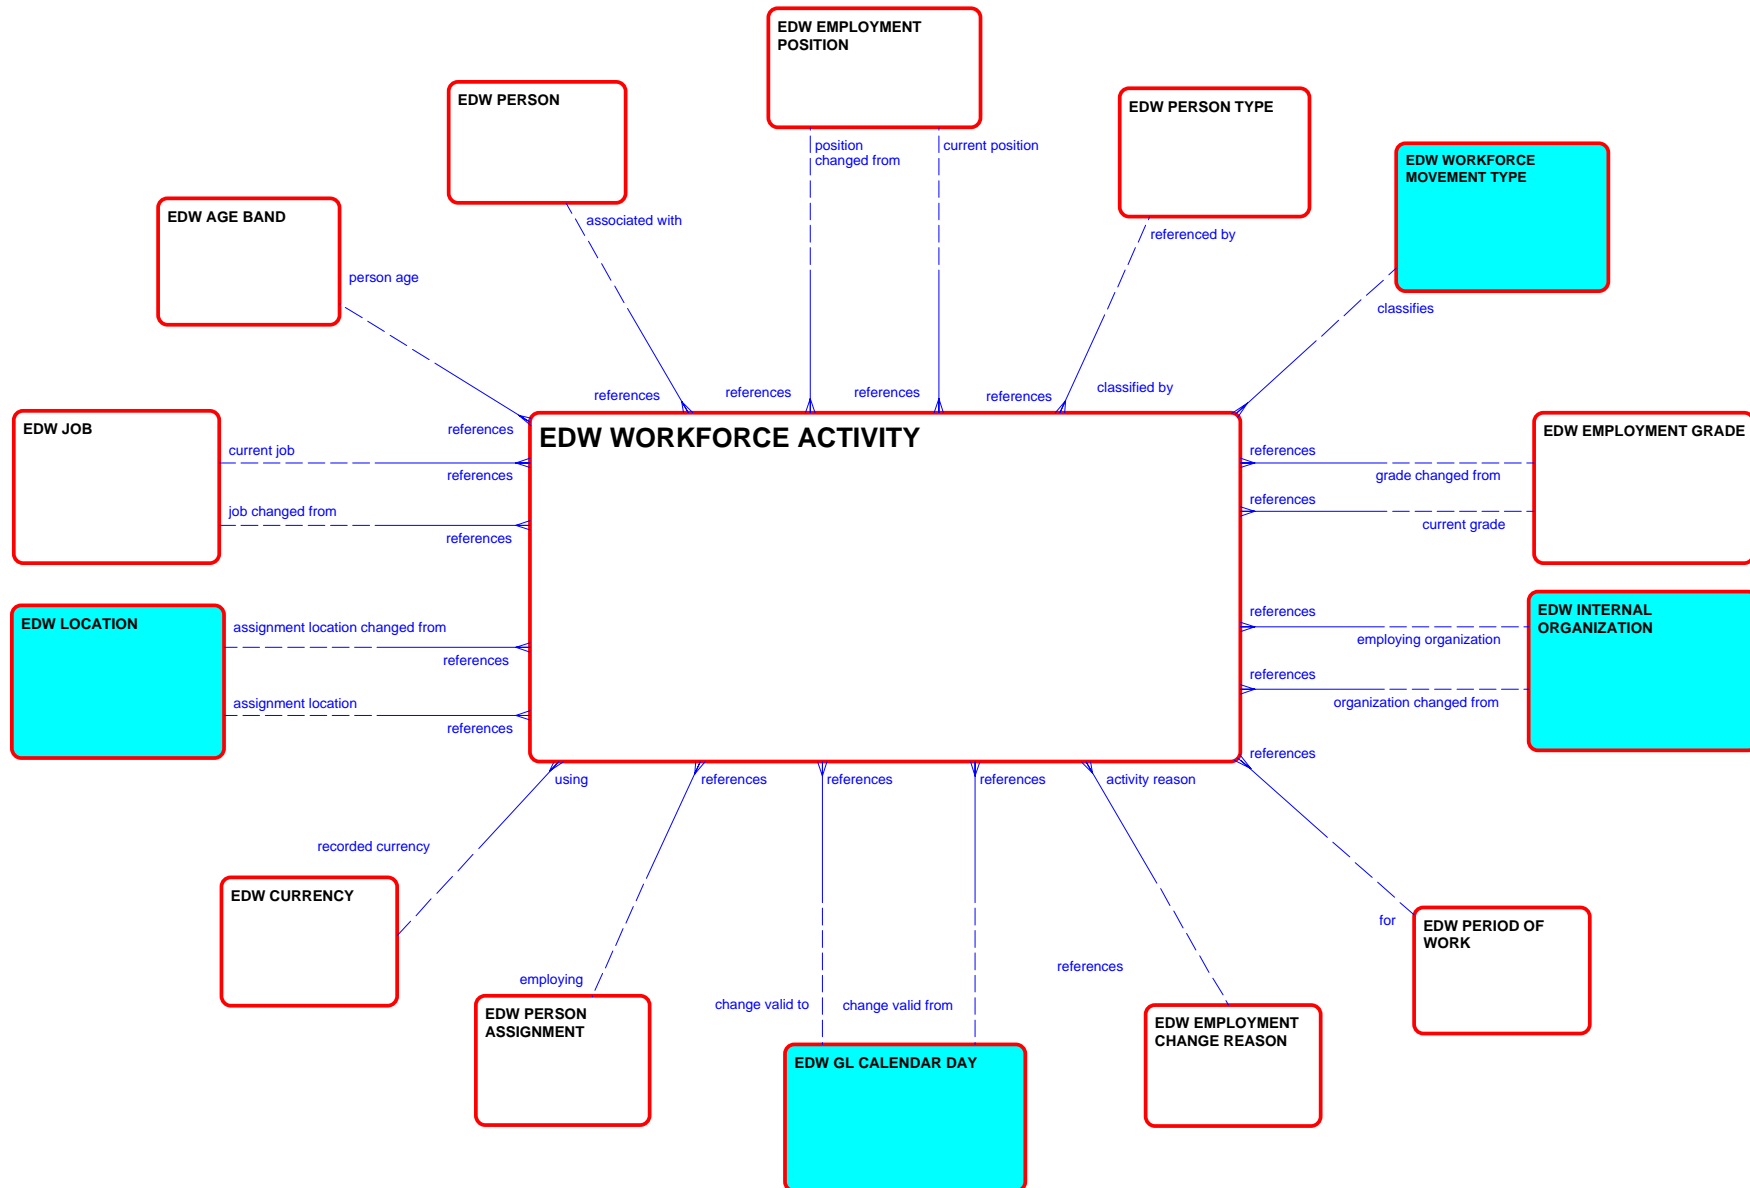 EDW EMPLOYMENT
POSITION
EDW PERSON
EDW PERSON TYPE
EDW WORKFORCE
MOVEMENT TYPE
EDW AGE BAND
position
changed from
current position
associated with
referenced by
person age
classifies
references
references
references
references
classified by
EDW JOB
references
EDW WORKFORCE ACTIVITY
EDW EMPLOYMENT GRADE
current job
references
references
grade changed from
job changed from
references
references
current grade
EDW LOCATION
assignment location changed from
references
references
employing organization
EDW INTERNAL
ORGANIZATION
assignment location
references
references
organization changed from
using
references
references
references
activity reason
references
recorded currency
EDW CURRENCY
for
EDW PERIOD OF
WORK
employing
references
change valid to
change valid from
EDW PERSON
ASSIGNMENT
EDW GL CALENDAR DAY
EDW EMPLOYMENT
CHANGE REASON